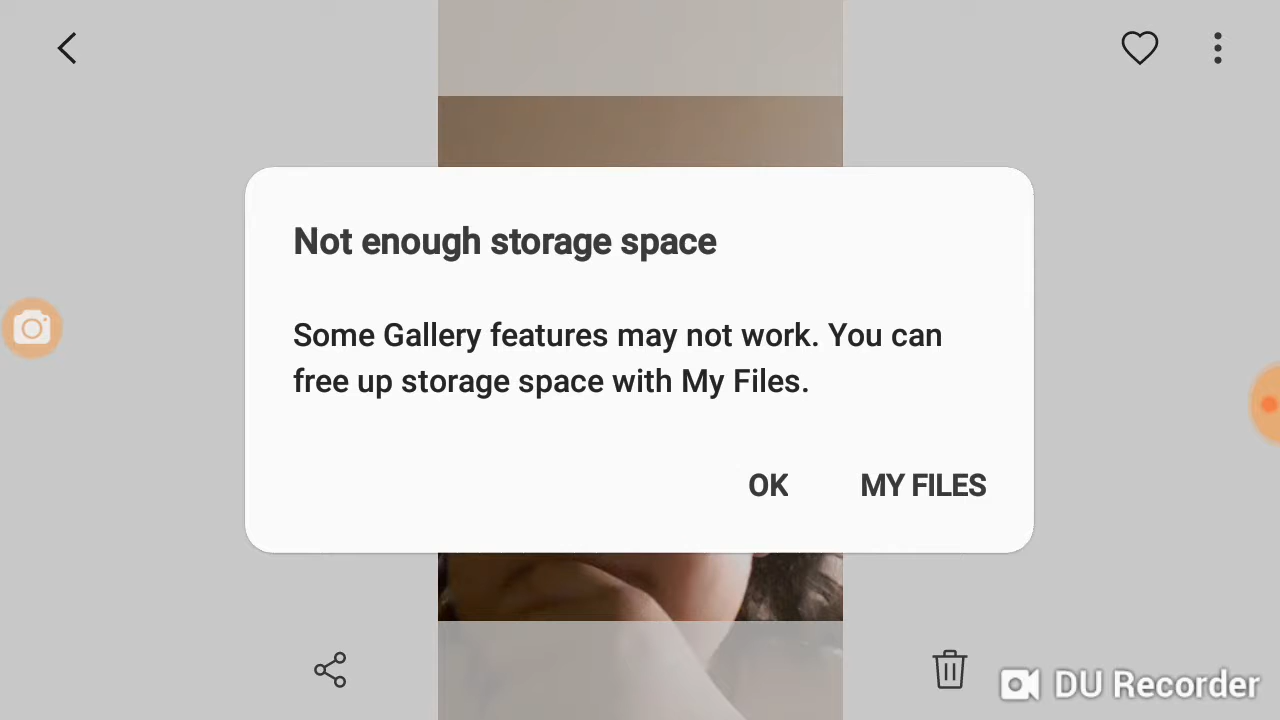 Not enough storage space
Some Gallery features may not work. You can
free up storage space with My Files.
OK MY FILES
DU Recorder